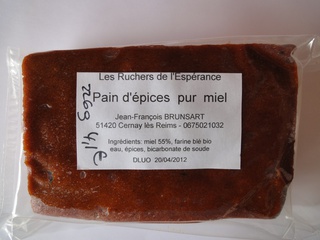 Les Ruchers de l'Espérance
Pain d'épices pur miel
Jean-François BRUNSART
51420 Cernay lès Reims - 0675021032
Ingrédients: miel 55%, farine blé bio
eau, épices, bicarbonate de soude
DLUO 20/04/2012
4,1 €